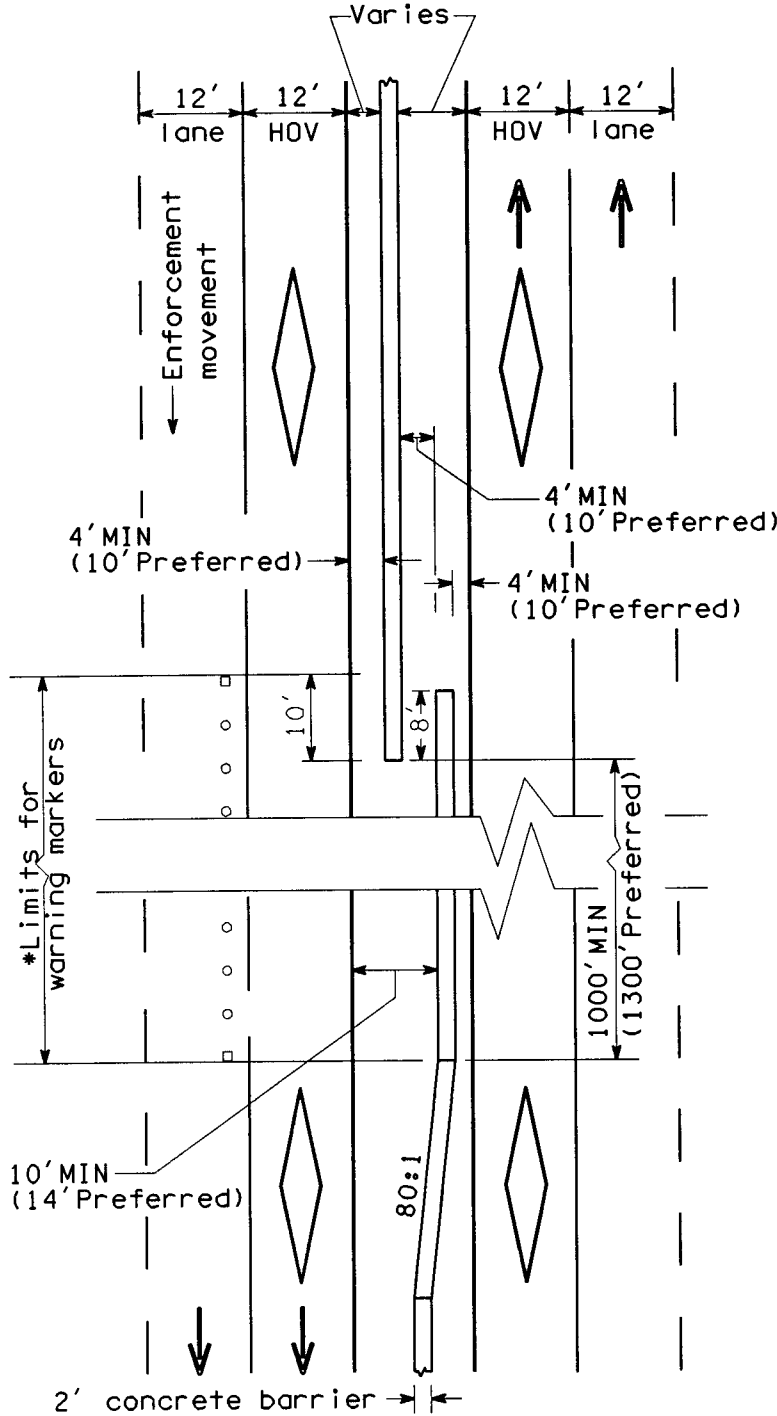 Varies
12'
lane
12'
HOV
12'
HOV
12'
lane
Enforcement
movement
4'MIN
(10'Preferred)
4'MIN
(10'Preferred)
4'MIN
(10'Preferred)
10'
8'
*Limits for
warning markers
1000'MIN
(1300'Preferred)
10'MIN
(14'Preferred)
80:1
2' concrete barrier